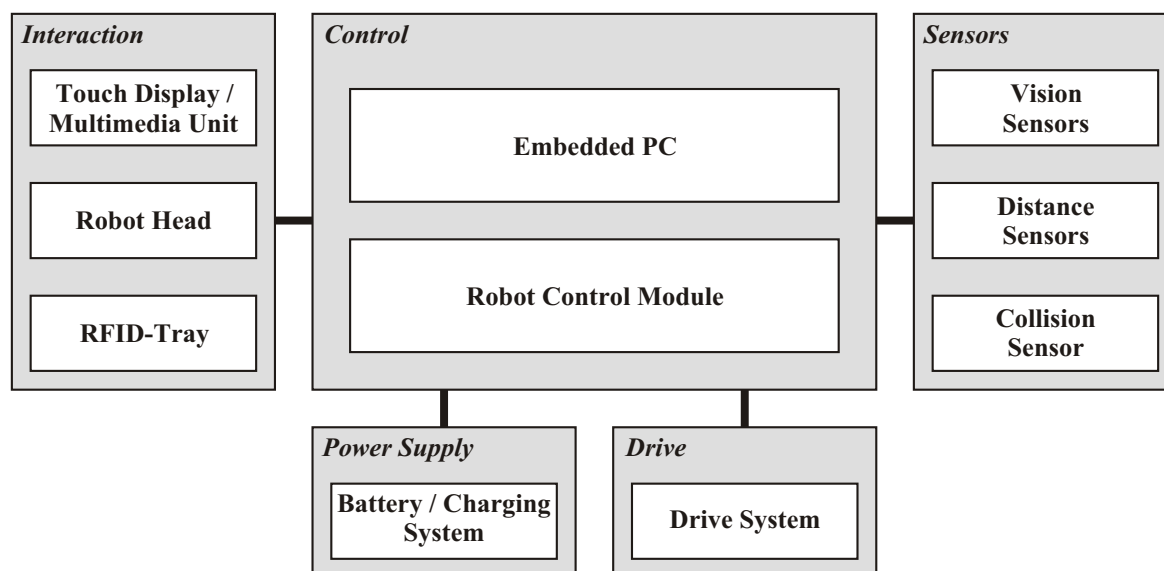 Interaction
Touch Display /
Multimedia Unit
Robot Head
RFID-Tray
Control
Embedded PC
Robot Control Module
Sensors
Vision
Sensors
Distance
Sensors
Collision
Sensor
Power Supply
Battery / Charging
System
Drive
Drive System